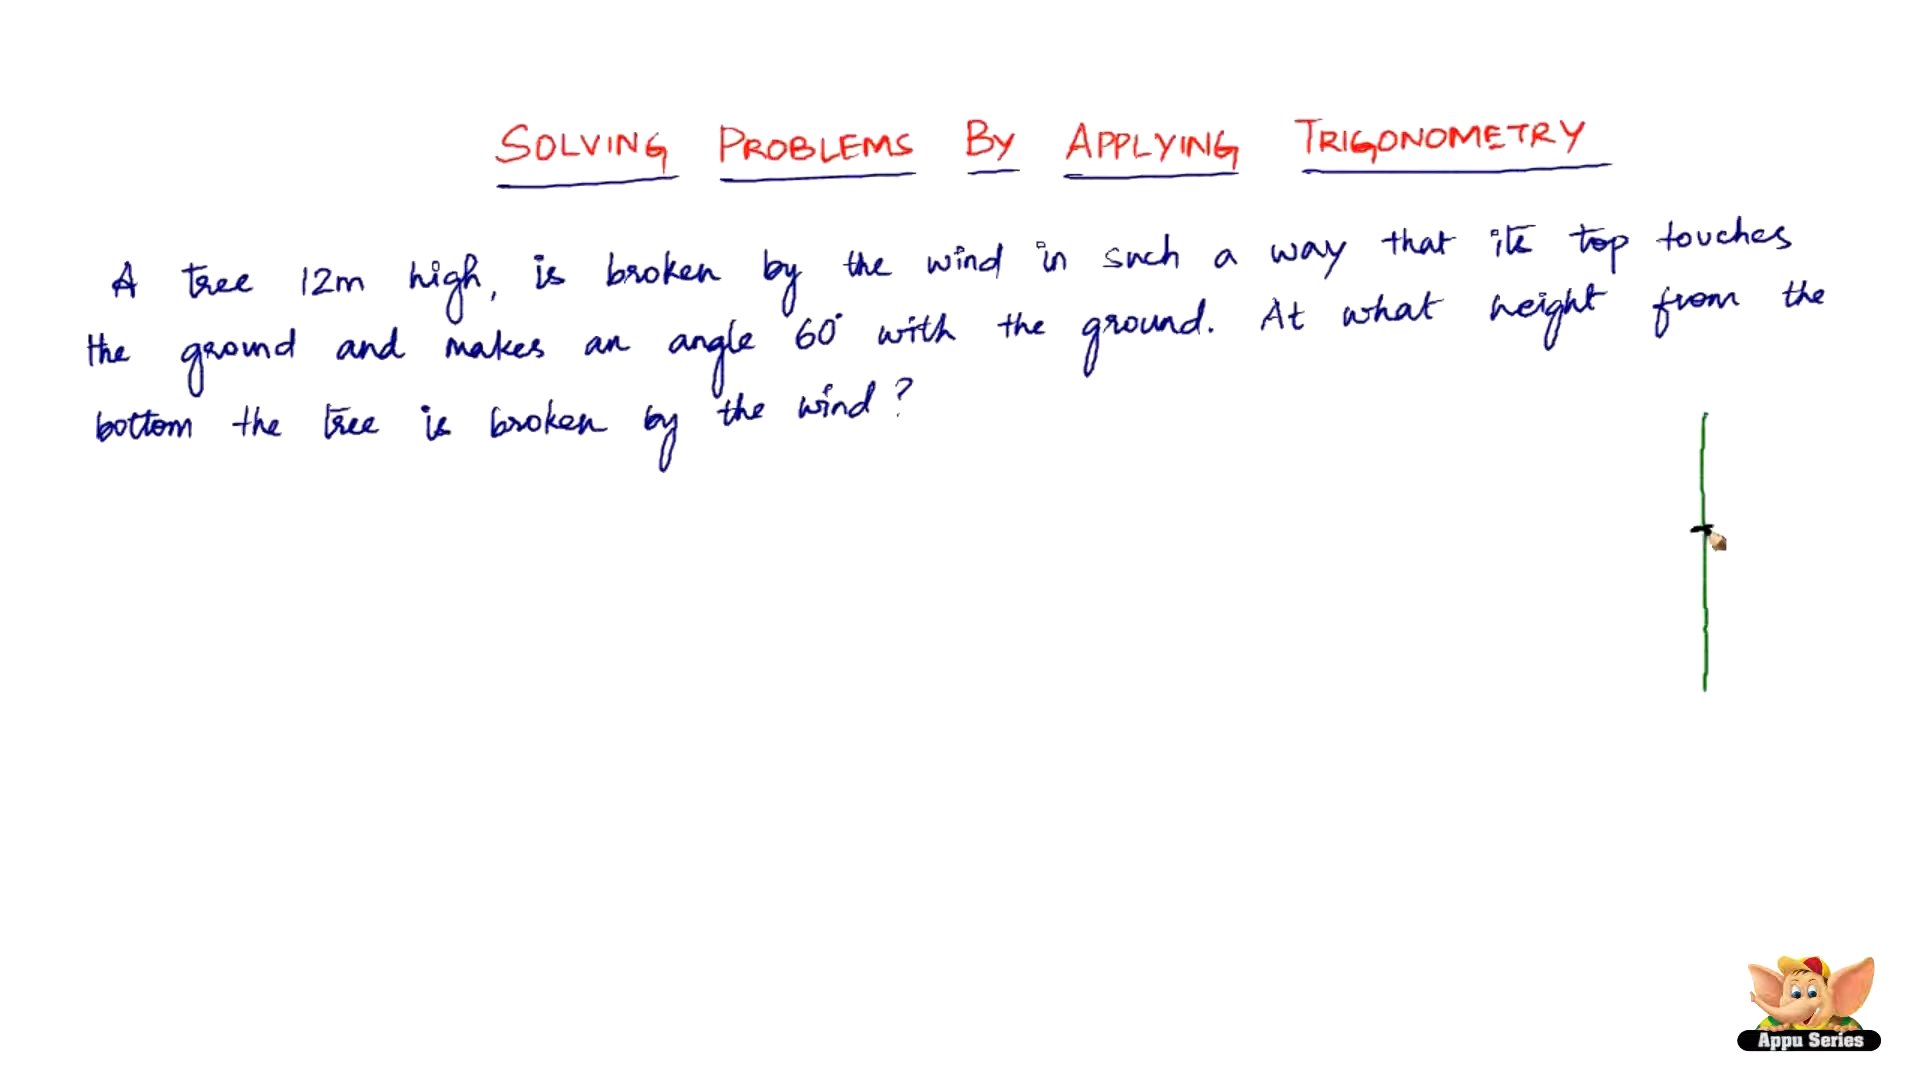 SOLVING PROBLEMS BY APPLYING TRIGONOMETRY
A tree 12m high, is broken by the wind in such a way that its top touches
the ground and makes an angle 60° with the ground. At what height from the
bottom the tree is broken by the wind?
Appu Series